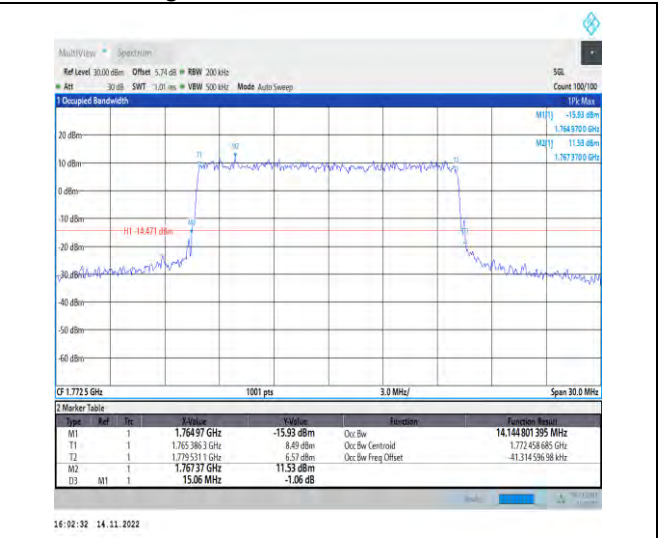 MultiView Spectrum
Ref Level 30.00 dBm Offset 5.74 dB RBW 200 kHz SGL
Att 30 dB SWT 1.01 ms VBW 500 kHz Mode Auto Sweep Count 100/100
1 Occupied Bandwidth 1Pk Max
M1[1] -15.93 dBm
1.764 970 0 GHz
M2[1] 11.53 dBm
1.767 370 0 GHz
20 dBm
M2
T1
T2
10 dBm
0 dBm
-10 dBm
M1
H1 -14.471 dBm
-20 dBm
-30 dBm
-40 dBm
-50 dBm
-60 dBm
CF 1.772 5 GHz 1001 pts 3.0 MHz/ Span 30.0 MHz
2 Marker Table
Type Ref Trc X-Value Y-Value Function Function Result
M1 1 1.764 97 GHz -15.93 dBm Occ Bw 14.144 801 395 MHz
T1 1 1.765 386 3 GHz 8.49 dBm Occ Bw Centroid 1.772 458 685 GHz
T2 1 1.779 531 1 GHz 6.57 dBm Occ Bw Freq Offset -41.314 596 98 kHz
M2 1 1.767 37 GHz 11.53 dBm
D3 M1 1 15.06 MHz -1.06 dB
16:02:32 14.11.2022